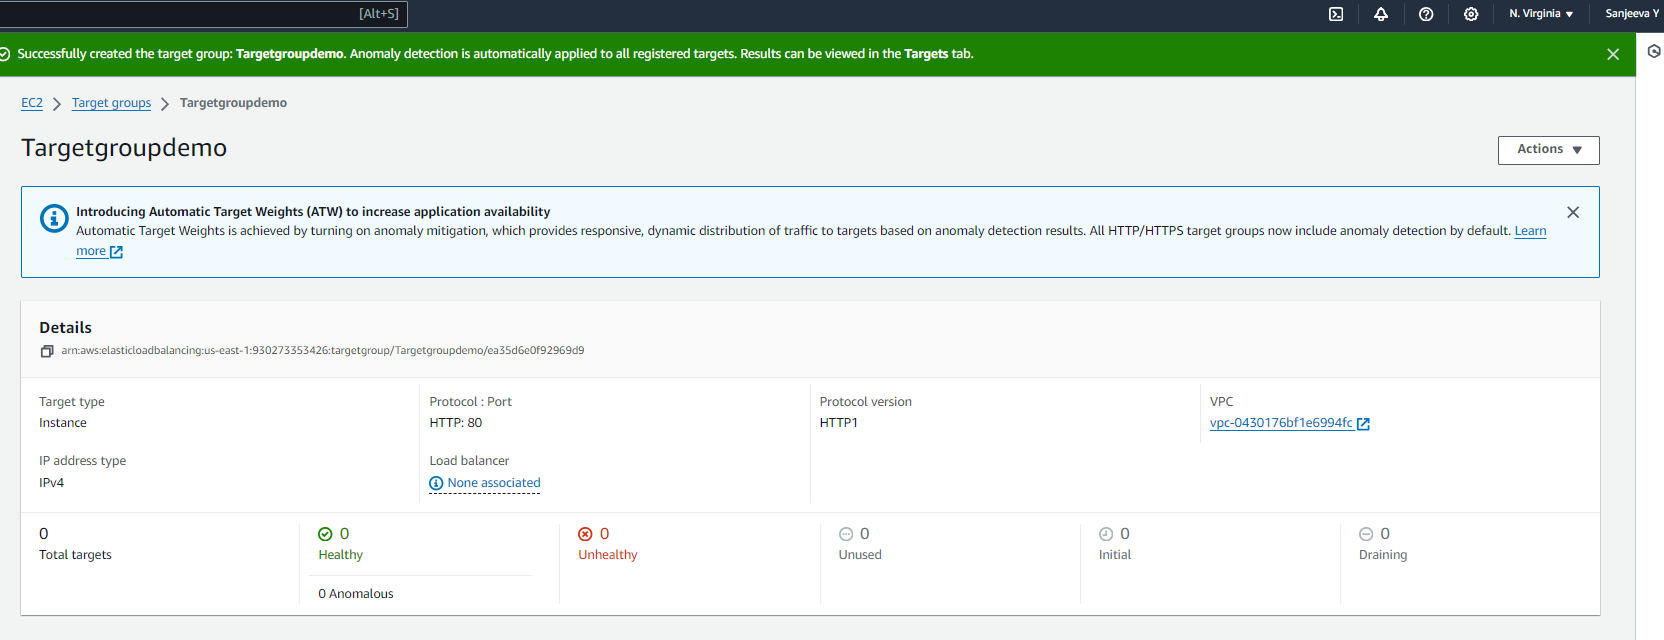 [Alt+S]
N. Virginia
Sanjeeva Y
Successfully created the target group: Targetgroupdemo. Anomaly detection is automatically applied to all registered targets. Results can be viewed in the Targets tab.
EC2 Target groups Targetgroupdemo
Targetgroupdemo
Actions
Introducing Automatic Target Weights (ATW) to increase application availability
Automatic Target Weights is achieved by turning on anomaly mitigation, which provides responsive, dynamic distribution of traffic to targets based on anomaly detection results. All HTTP/HTTPS target groups now include anomaly detection by default. Learn
more
Details
arn:aws:elasticloadbalancing:us-east-1:930273353426:targetgroup/Targetgroupdemo/ea35d6e0f92969d9
Target type
Instance
Protocol : Port
HTTP: 80
Protocol version
HTTP1
VPC
vpc-0430176bf1e6994fc
IP address type
IPv4
Load balancer
None associated
0
Total targets
0
Healthy
0 Anomalous
0
Unhealthy
0
Unused
0
Initial
0
Draining